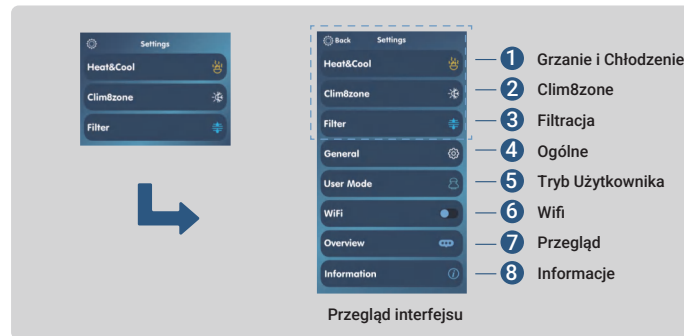 Settings
Heat&Cool
Clim8zone
Filter
Back Settings
Heat&Cool
Clim8zone
Filter
General
User Mode
WiFi
Overview
Information
1 Grzanie i Chłodzenie
2 Clim8zone
3 Filtracja
4 Ogólne
5 Tryb Użytkownika
6 Wifi
7 Przegląd
8 Informacje
Przegląd interfejsu